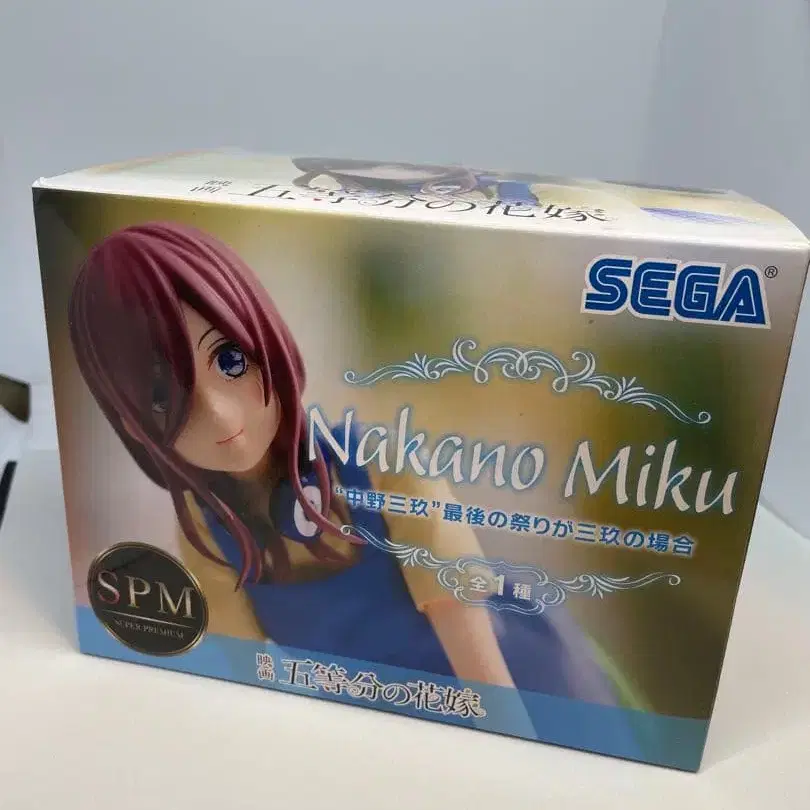 映画 五等分の花嫁
SEGA®
Nakano Miku
“中野三玖”最後の祭りが三玖の場合
全1種
SPM
SUPER PREMIUM
映画 五等分の花嫁